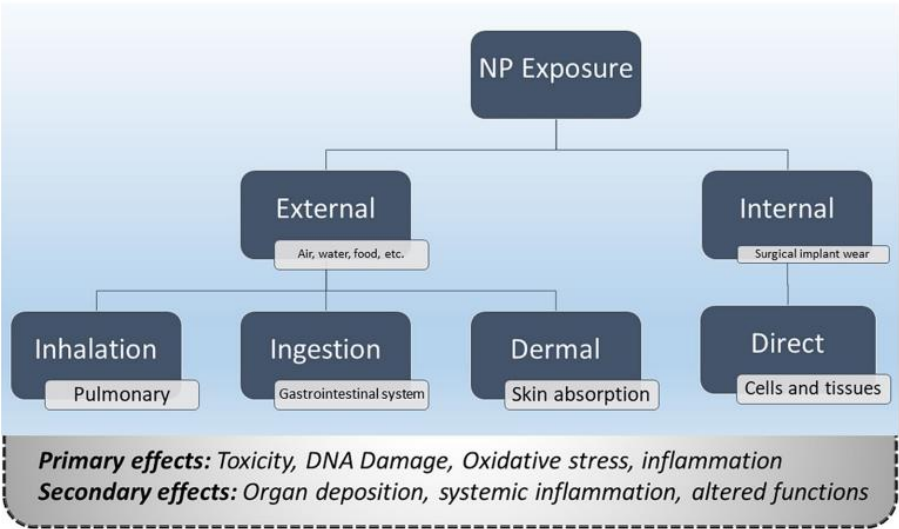 NP Exposure
External
Air, water, food, etc.
Internal
Surgical implant wear
Inhalation
Pulmonary
Ingestion
Gastrointestinal system
Dermal
Skin absorption
Direct
Cells and tissues
Primary effects: Toxicity, DNA Damage, Oxidative stress, inflammation
Secondary effects: Organ deposition, systemic inflammation, altered functions